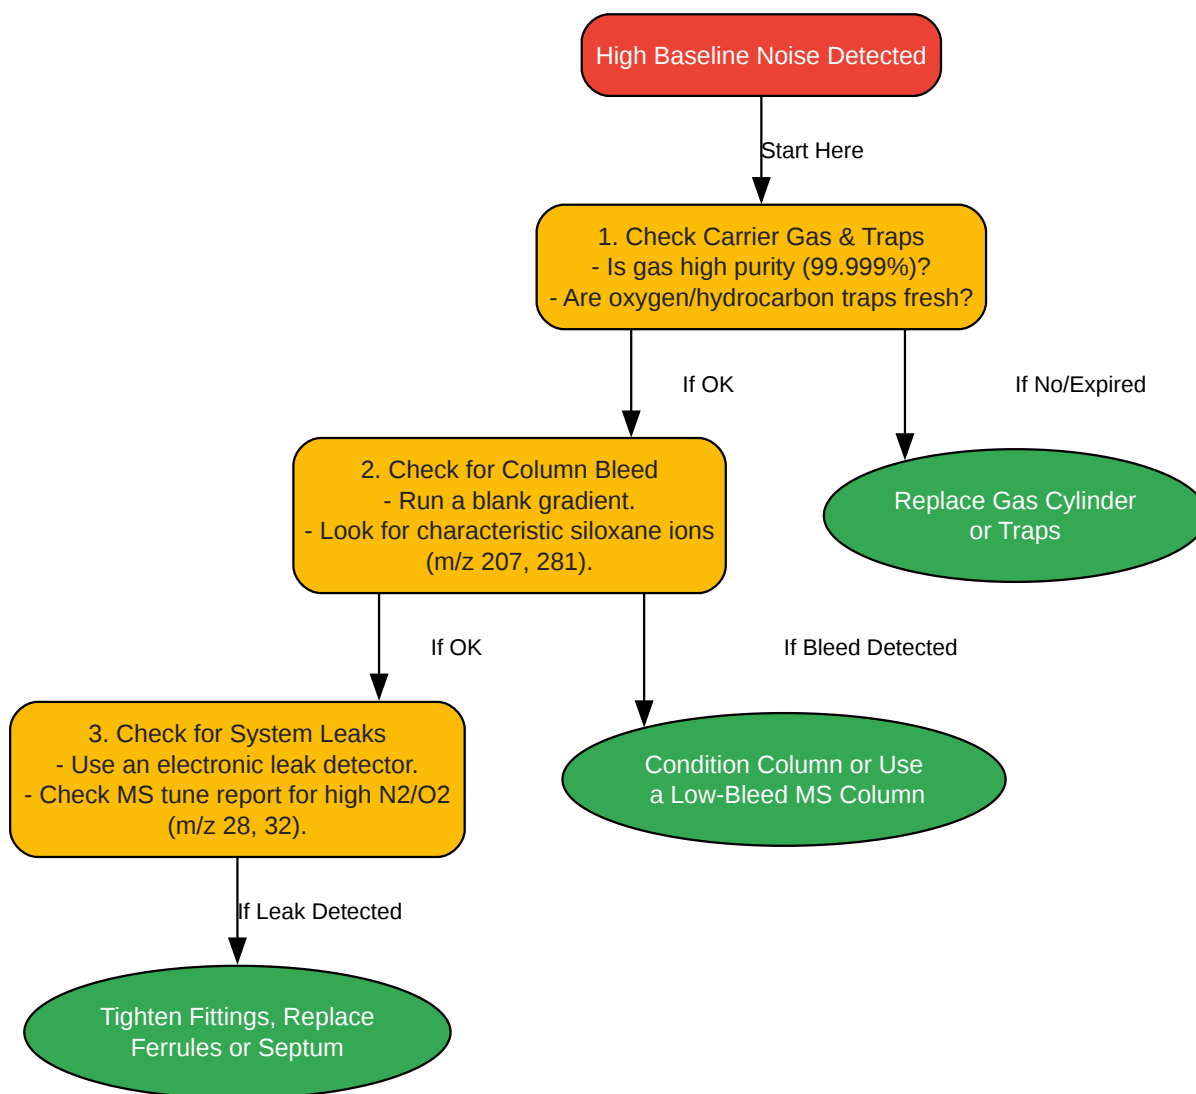 High Baseline Noise Detected
Start Here
1. Check Carrier Gas & Traps
- Is gas high purity (99.999%)?
- Are oxygen/hydrocarbon traps fresh?
If OK
If No/Expired
2. Check for Column Bleed
- Run a blank gradient.
- Look for characteristic siloxane ions
(m/z 207, 281).
Replace Gas Cylinder
or Traps
If OK
If Bleed Detected
3. Check for System Leaks
- Use an electronic leak detector.
- Check MS tune report for high N2/O2
(m/z 28, 32).
Condition Column or Use
a Low-Bleed MS Column
If Leak Detected
Tighten Fittings, Replace
Ferrules or Septum